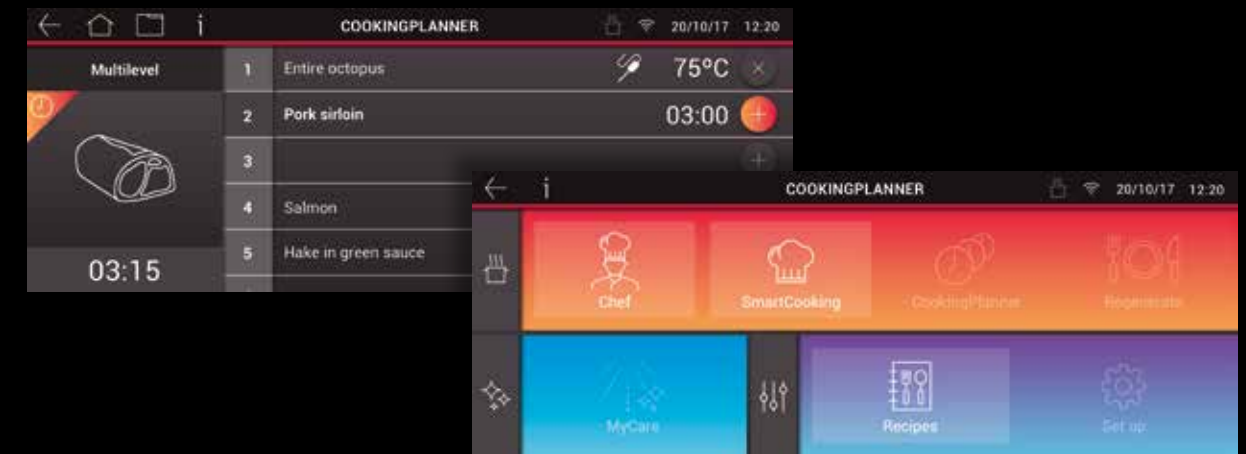 i COOKINGPLANNER 20/10/17 12:20
Multilevel
1 Entire octopus 75ºC
2 Pork sirloin 03:00
3
4 Salmon
5 Hake in green sauce
03:15
i COOKINGPLANNER 20/10/17 12:20
Chef SmartCooking CookingPlanner Regenerate
MyCare Recipes Set up